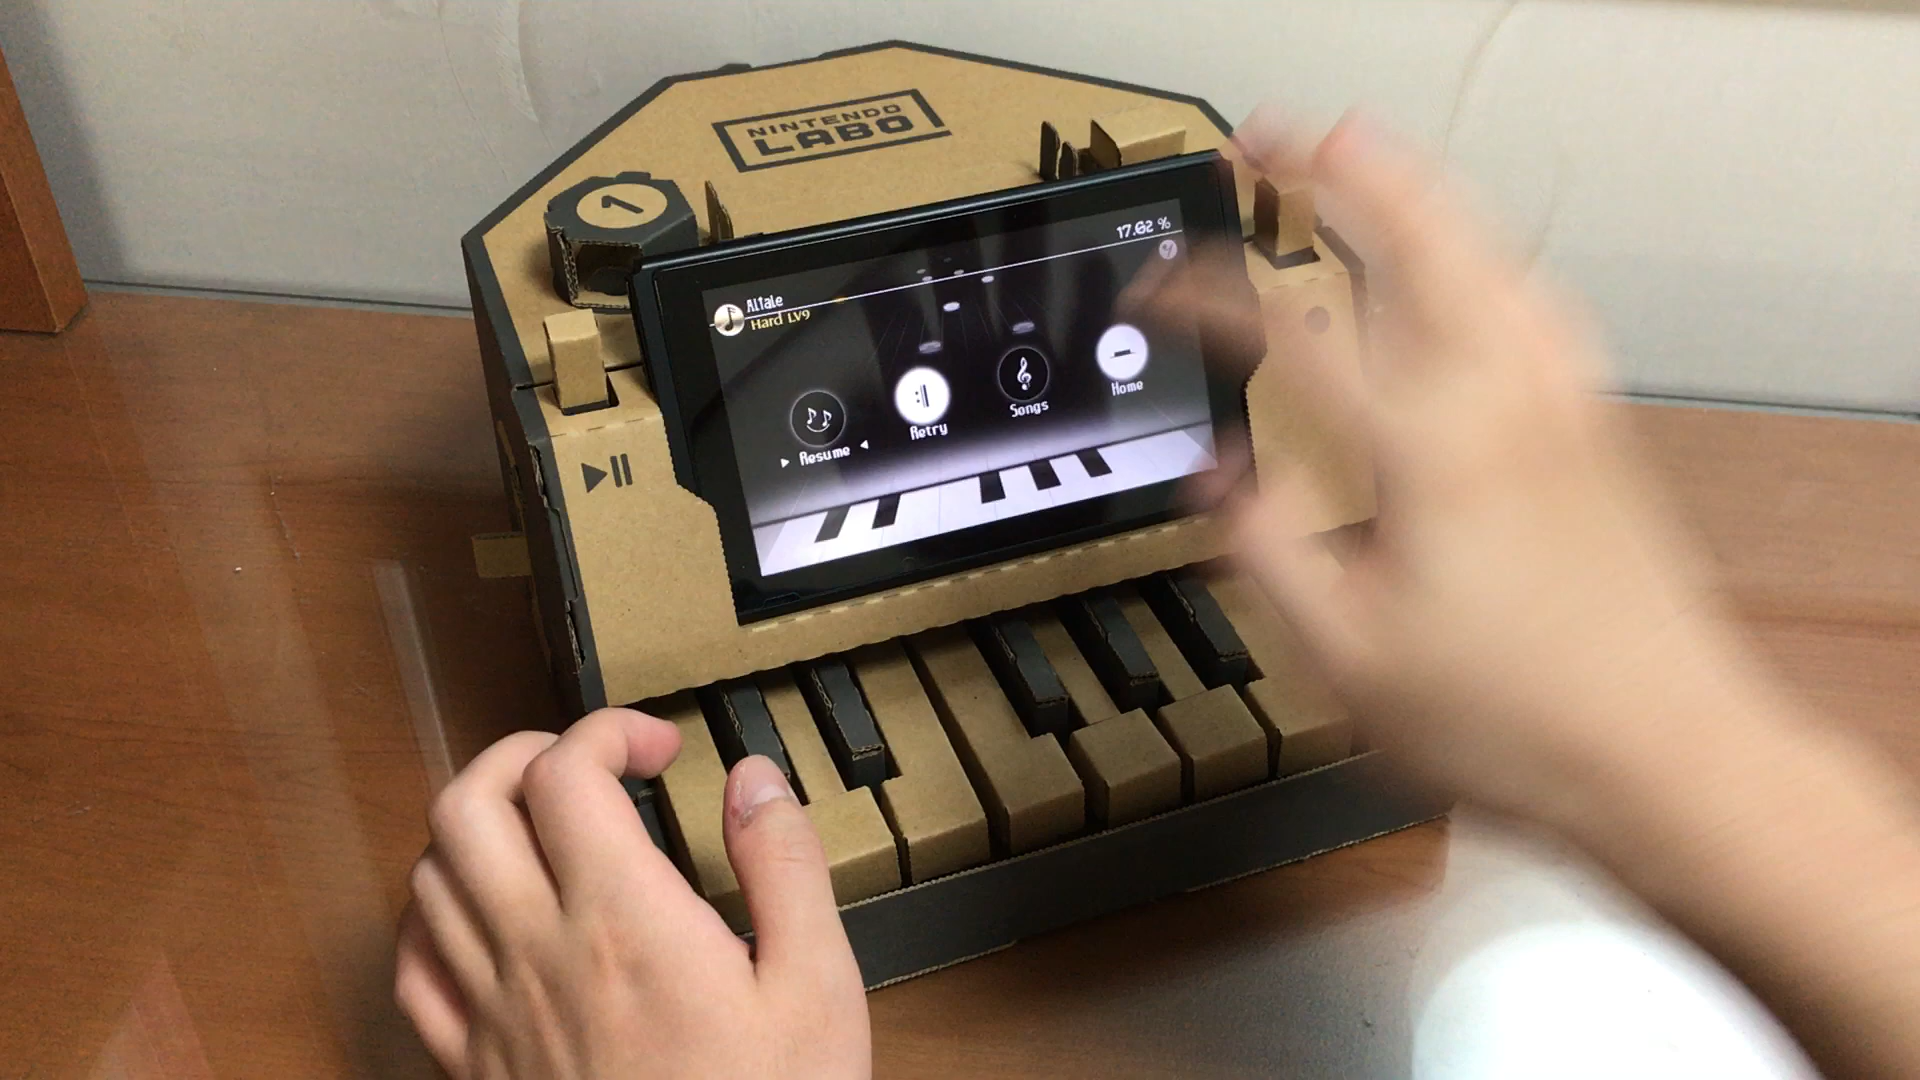 NINTENDO
LABO
17.62 %
Altale
Hard LV9
Resume
Retry
Songs
Home